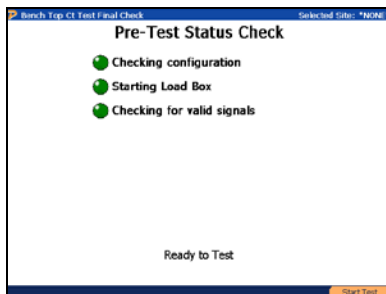 Bench Top Ct Test Final Check Selected Site: *NONE
Pre-Test Status Check
Checking configuration
Starting Load Box
Checking for valid signals
Ready to Test
Start Test